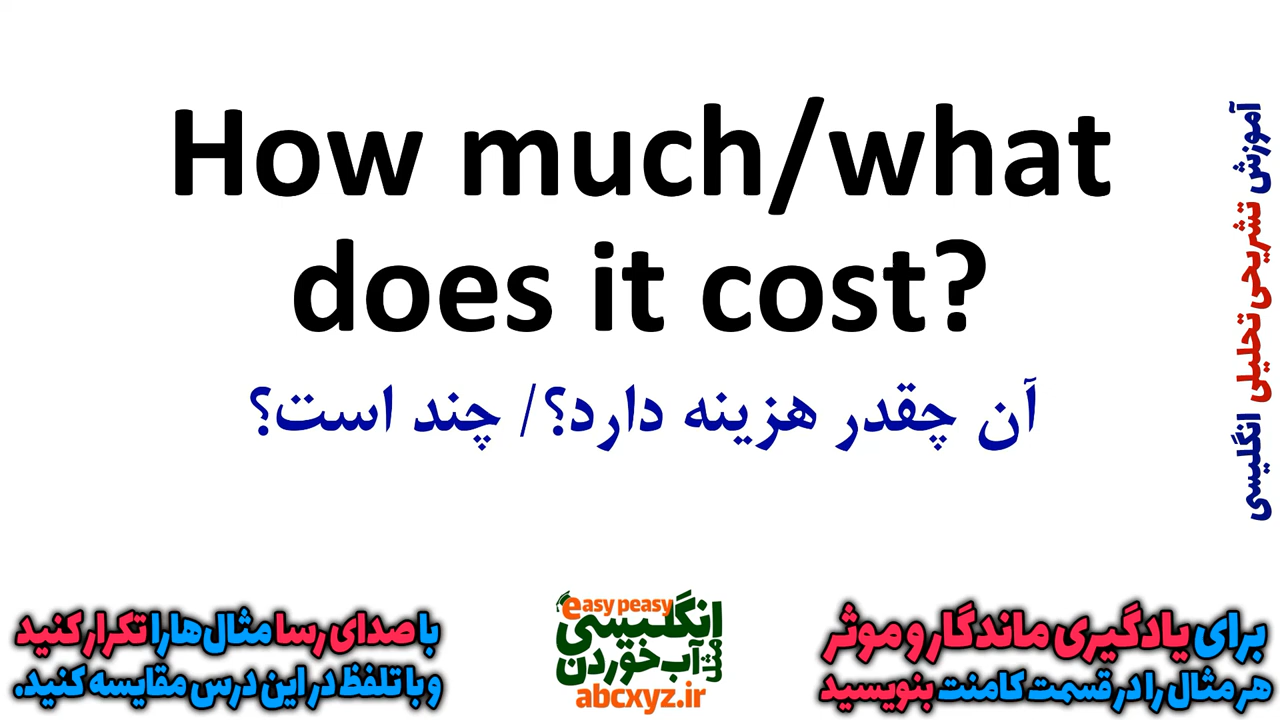 How much/what
does it cost?
آن چقدر هزینه دارد؟/ چند است؟
آموزش تشریحی تحلیلی انگلیسی
برای یادگیری ماندگار و موثر
هر مثال را در قسمت کامنت بنویسید
easy peasy
انگلیسی
مثل آب خوردن
abcxyz.ir
با صدای رسا مثال‌ها را تکرار کنید
و با تلفظ در این درس مقایسه کنید.